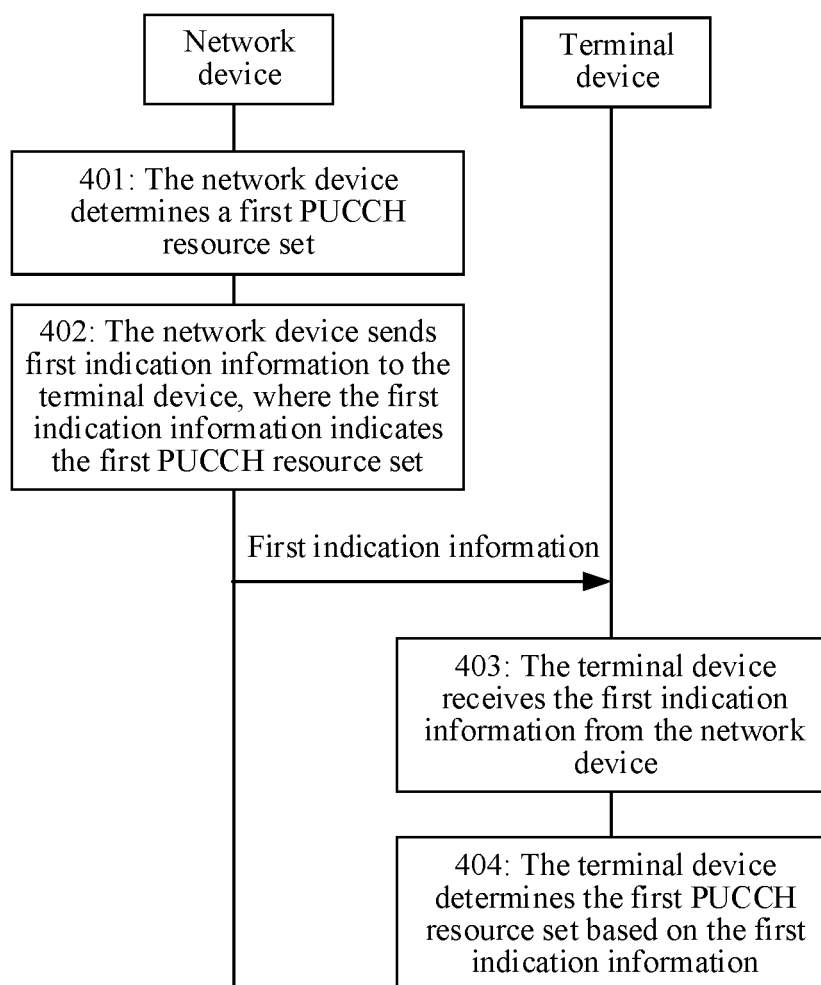 Network
device
Terminal
device
401: The network device
determines a first PUCCH
resource set
402: The network device sends
first indication information to the
terminal device, where the first
indication information indicates
the first PUCCH resource set
First indication information
403: The terminal device
receives the first indication
information from the network
device
404: The terminal device
determines the first PUCCH
resource set based on the first
indication information